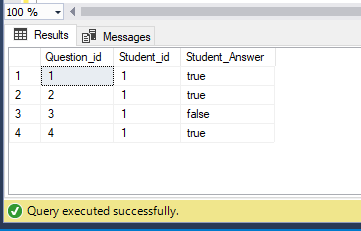 100 %
Results Messages
Question_id Student_id Student_Answer
1 1 1 true
2 2 1 true
3 3 1 false
4 4 1 true
Query executed successfully.